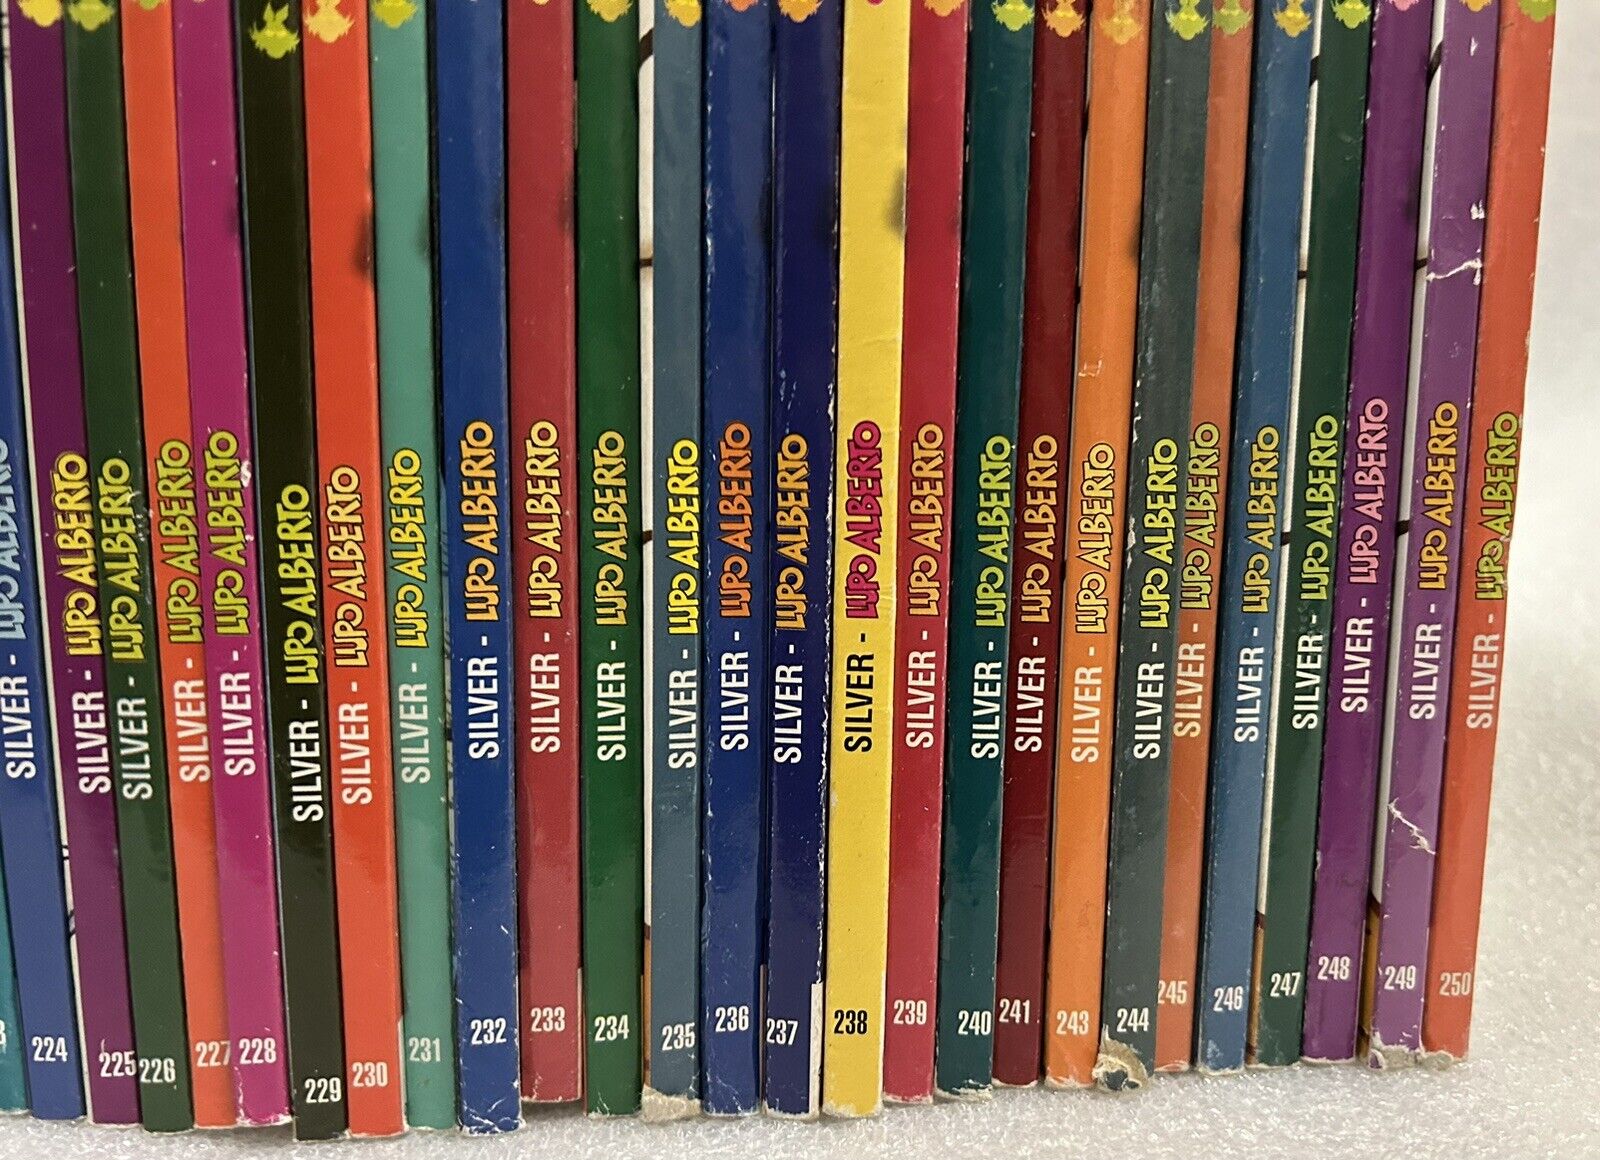 LUPO ALBERTO
SILVER - LUPO ALBERTO 224
SILVER - LUPO ALBERTO 225
SILVER - LUPO ALBERTO 226
SILVER - LUPO ALBERTO 227
SILVER - LUPO ALBERTO 228
SILVER - LUPO ALBERTO 229
SILVER - LUPO ALBERTO 230
SILVER - LUPO ALBERTO 231
SILVER - LUPO ALBERTO 232
SILVER - LUPO ALBERTO 233
SILVER - LUPO ALBERTO 234
SILVER - LUPO ALBERTO 235
SILVER - LUPO ALBERTO 236
SILVER - LUPO ALBERTO 237
SILVER - LUPO ALBERTO 238
SILVER - LUPO ALBERTO 239
SILVER - LUPO ALBERTO 240
SILVER - LUPO ALBERTO 241
SILVER - LUPO ALBERTO 243
SILVER - LUPO ALBERTO 244
SILVER - LUPO ALBERTO 245
SILVER - LUPO ALBERTO 246
SILVER - LUPO ALBERTO 247
SILVER - LUPO ALBERTO 248
SILVER - LUPO ALBERTO 249
SILVER - LUPO ALBERTO 250